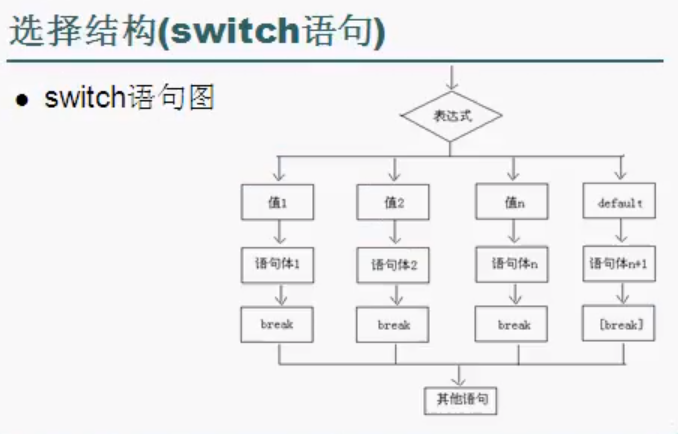 选择结构(switch语句)
● switch语句图
表达式
值1 值2 值n default
语句体1 语句体2 语句体n 语句体n+1
break break break [break]
其他语句